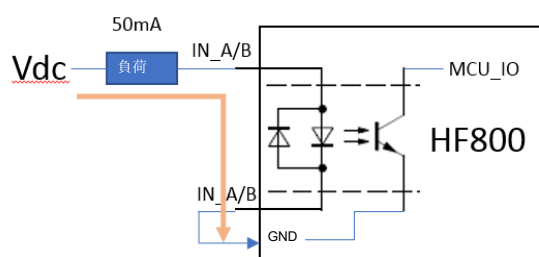 50mA
Vdc
負荷
IN_A/B
MCU_IO
HF800
IN_A/B
GND